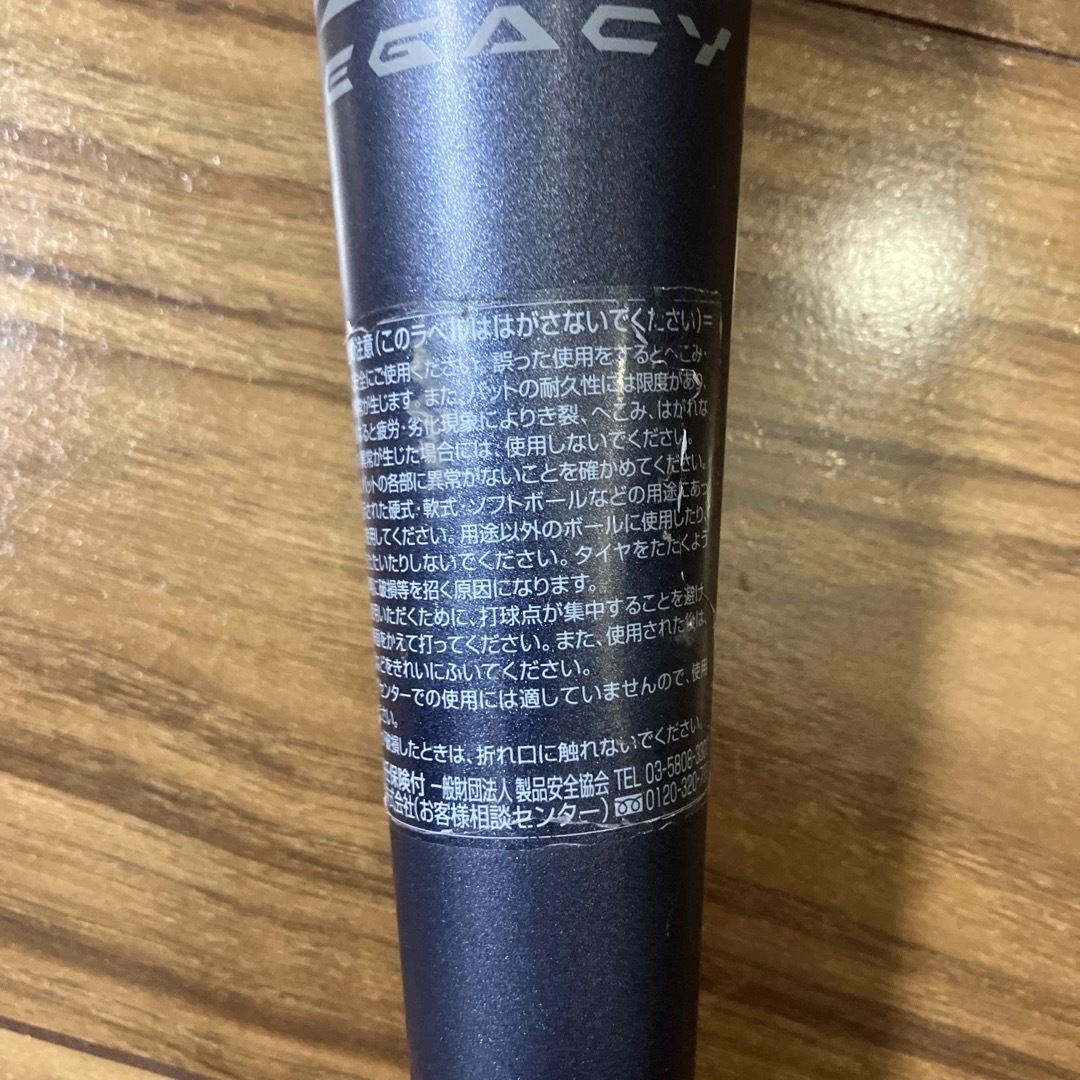 EGACY
注意(このラベルははがさないでください)=
全にご使用ください。誤った使用をするとへこみ・
が生じます。また、バットの耐久性には限度があり、
ると疲労・劣化現象によりき裂、へこみ、はがれな
異常が生じた場合には、使用しないでください。
バットの各部に異常がないことを確かめてください。
された硬式・軟式・ソフトボールなどの用途にあっ
使用してください。用途以外のボールに使用したり、
たいたりしないでください。タイヤをたたくよう
に破損等を招く原因になります。
用いただくために、打球点が集中することを避け
面をかえて打ってください。また、使用された後は、
などをきれいにふいてください。
センターでの使用には適していませんので、使用
さい。
破損したときは、折れ口に触れないでください。
保険付 一般財団法人 製品安全協会 TEL 03-5808-330
会社(お客様相談センター) 0120-320-7